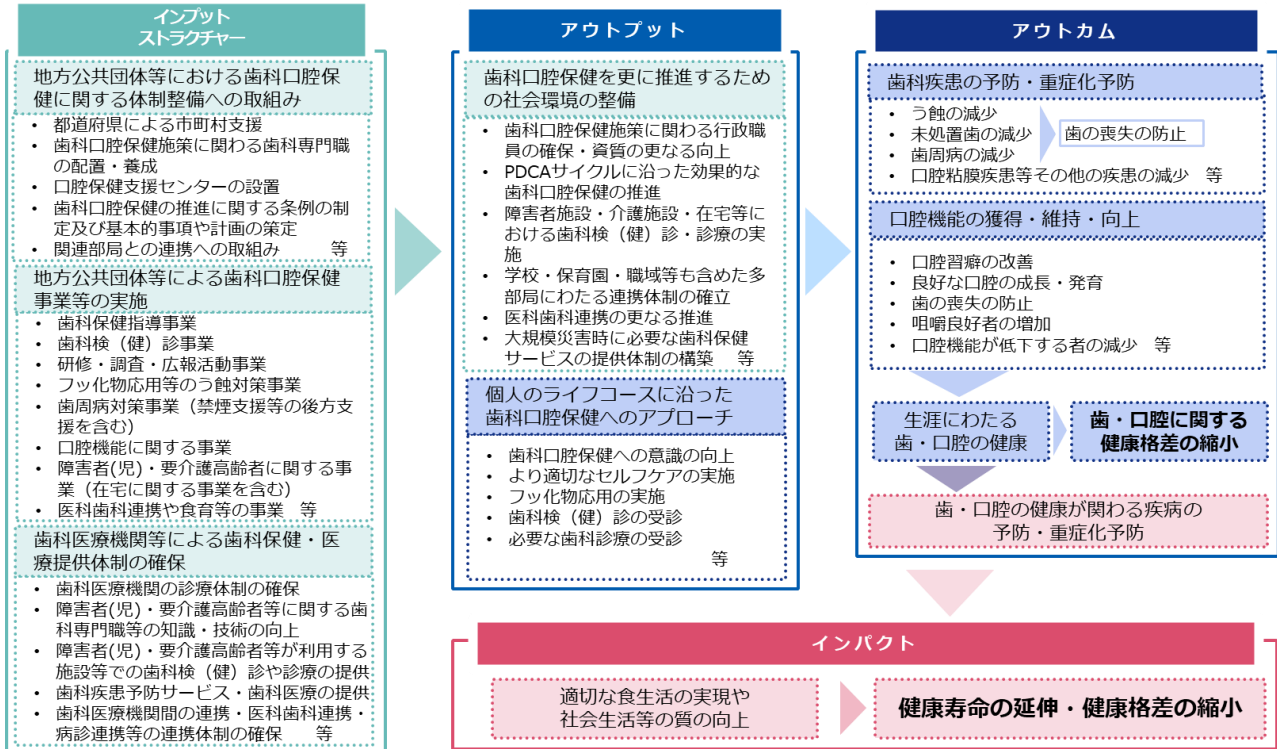 インプット
ストラクチャー
地方公共団体等における歯科口腔保
健に関する体制整備への取組み
• 都道府県による市町村支援
• 歯科口腔保健施策に関わる歯科専門職
の配置・養成
• 口腔保健支援センターの設置
• 歯科口腔保健の推進に関する条例の制
定及び基本的事項や計画の策定
• 関連部局との連携への取組み 等
地方公共団体等による歯科口腔保健
事業等の実施
• 歯科保健指導事業
• 歯科検（健）診事業
• 研修・調査・広報活動事業
• フッ化物応用等のう蝕対策事業
• 歯周病対策事業（禁煙支援等の後方支
援を含む）
• 口腔機能に関する事業
• 障害者(児)・要介護高齢者に関する事
業（在宅に関する事業を含む）
• 医科歯科連携や食育等の事業 等
歯科医療機関等による歯科保健・医
療提供体制の確保
• 歯科医療機関の診療体制の確保
• 障害者(児)・要介護高齢者等に関する歯
科専門職等の知識・技術の向上
• 障害者(児)・要介護高齢者等が利用する
施設等での歯科検（健）診や診療の提供
• 歯科疾患予防サービス・歯科医療の提供
• 歯科医療機関間の連携・医科歯科連携・
病診連携等の連携体制の確保 等
アウトプット
歯科口腔保健を更に推進するため
の社会環境の整備
• 歯科口腔保健施策に関わる行政職
員の確保・資質の更なる向上
• PDCAサイクルに沿った効果的な
歯科口腔保健の推進
• 障害者施設・介護施設・在宅等に
おける歯科検（健）診・診療の実
施
• 学校・保育園・職域等も含めた多
部局にわたる連携体制の確立
• 医科歯科連携の更なる推進
• 大規模災害時に必要な歯科保健
サービスの提供体制の構築 等
個人のライフコースに沿った
歯科口腔保健へのアプローチ
• 歯科口腔保健への意識の向上
• より適切なセルフケアの実施
• フッ化物応用の実施
• 歯科検（健）診の受診
• 必要な歯科診療の受診
等
アウトカム
歯科疾患の予防・重症化予防
• う蝕の減少
• 未処置歯の減少
• 歯周病の減少
• 口腔粘膜疾患等その他の疾患の減少 等
歯の喪失の防止
口腔機能の獲得・維持・向上
• 口腔習癖の改善
• 良好な口腔の成長・発育
• 歯の喪失の防止
• 咀嚼良好者の増加
• 口腔機能が低下する者の減少 等
生涯にわたる
歯・口腔の健康
歯・口腔に関する
健康格差の縮小
歯・口腔の健康が関わる疾病の
予防・重症化予防
インパクト
適切な食生活の実現や
社会生活等の質の向上
健康寿命の延伸・健康格差の縮小